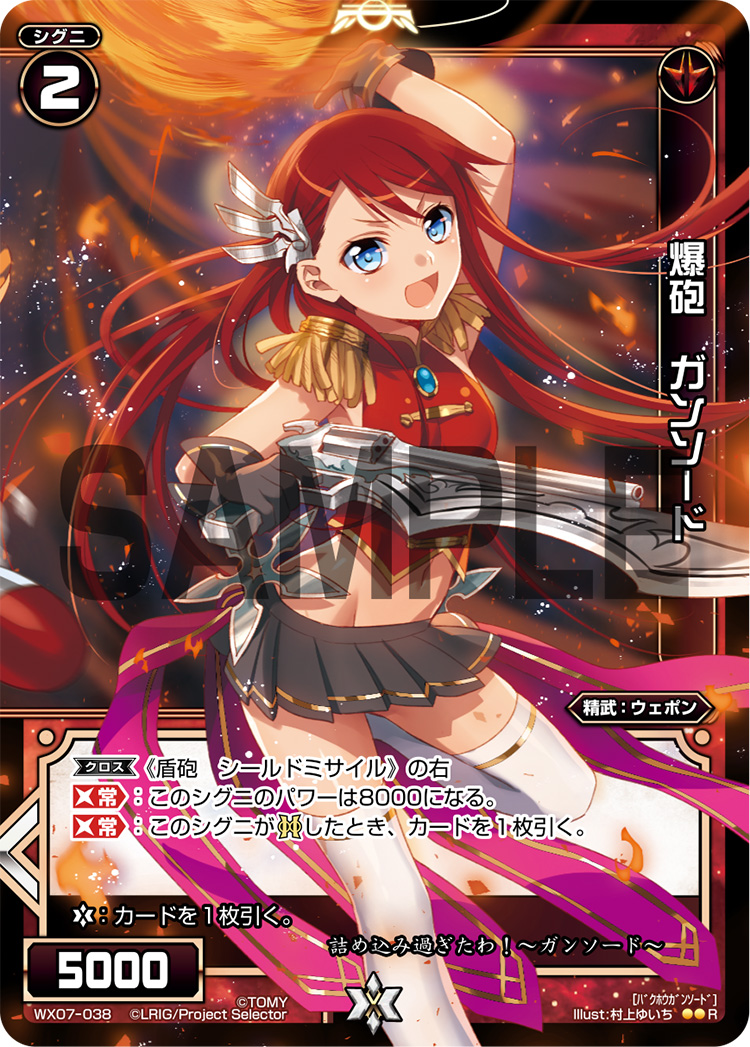 シグニ
2
爆砲 ガンソード
SAMPLE
精武：ウェポン
クロス 《盾砲 シールドミサイル》の右
常：このシグニのパワーは8000になる。
常：このシグニがHしたとき、カードを1枚引く。
：カードを1枚引く。
詰め込み過ぎたわ！～ガンソード～
5000
©TOMY
WX07-038 ©LRIG/Project Selector
[ﾊﾞｸﾎｳｶﾞﾝｿｰﾄﾞ]
Illust:村上ゆいち R